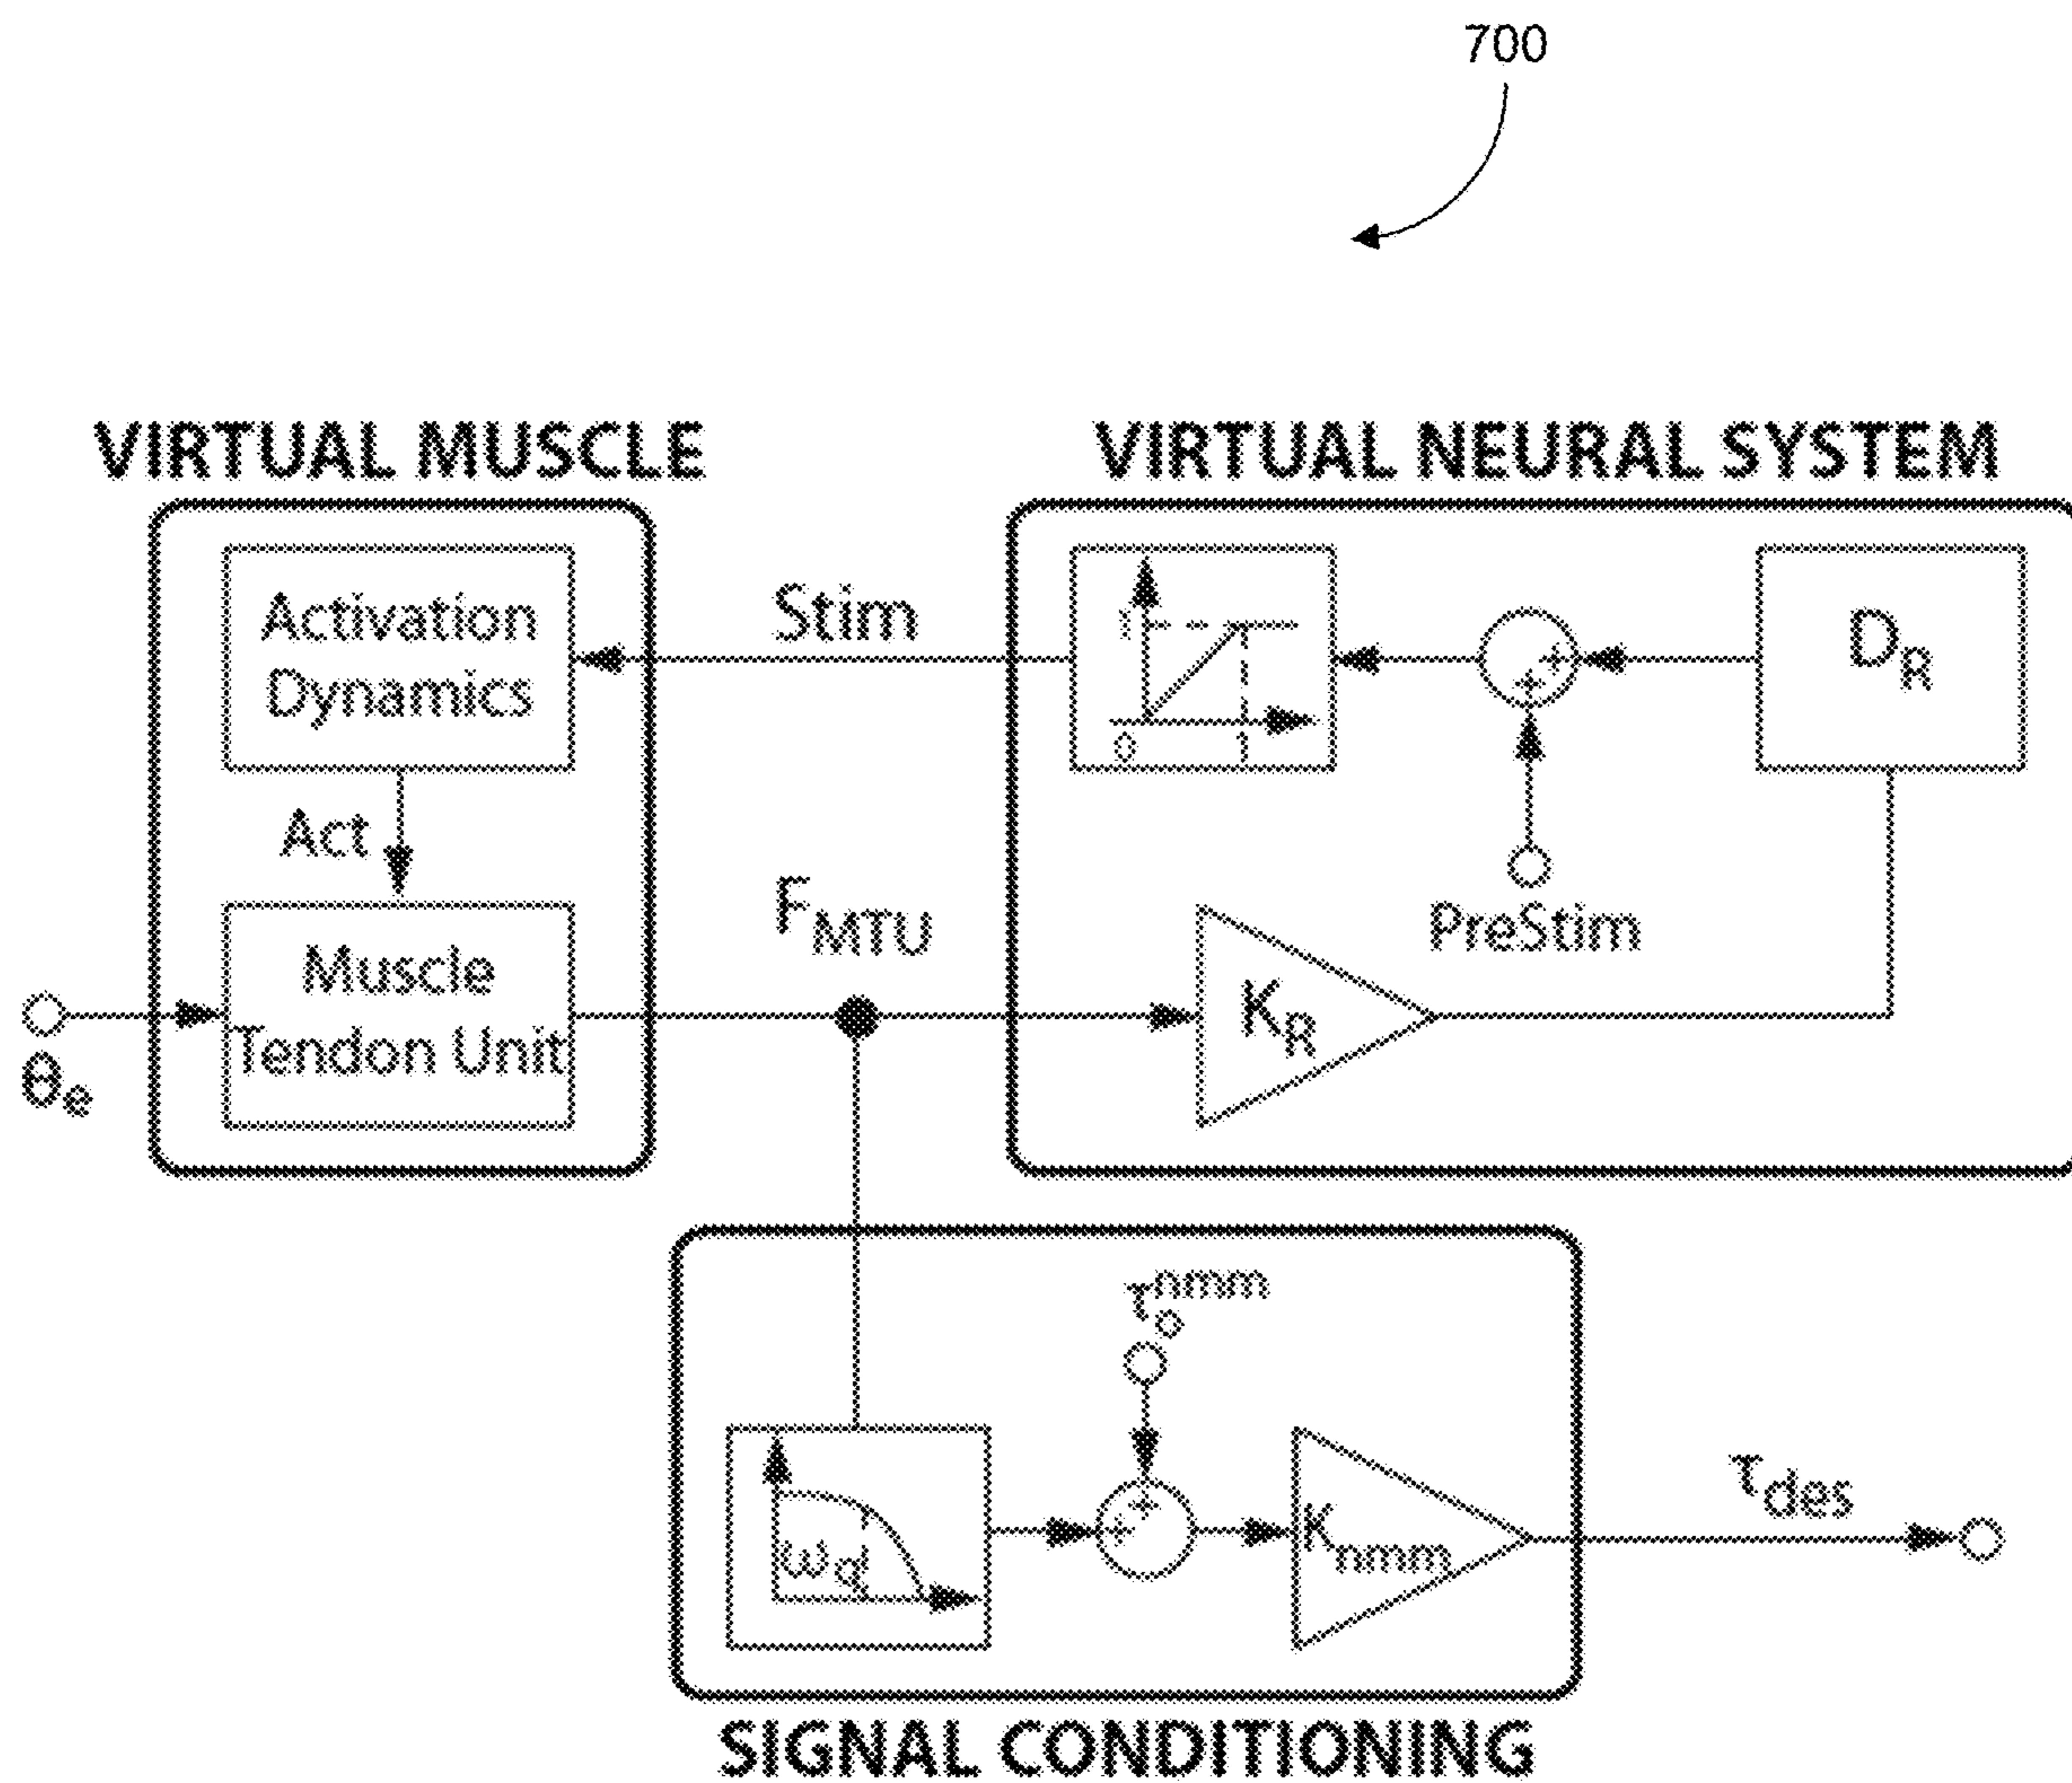 700
VIRTUAL MUSCLE
VIRTUAL NEURAL SYSTEM
Activation
Dynamics
Stim
1
0
1
+
+
D_R
Act
PreStim
F_MTU
Muscle
Tendon Unit
K_R
θ_e
τ_o^nmm
ω_d
+
+
K_nmm
τ_des
SIGNAL CONDITIONING